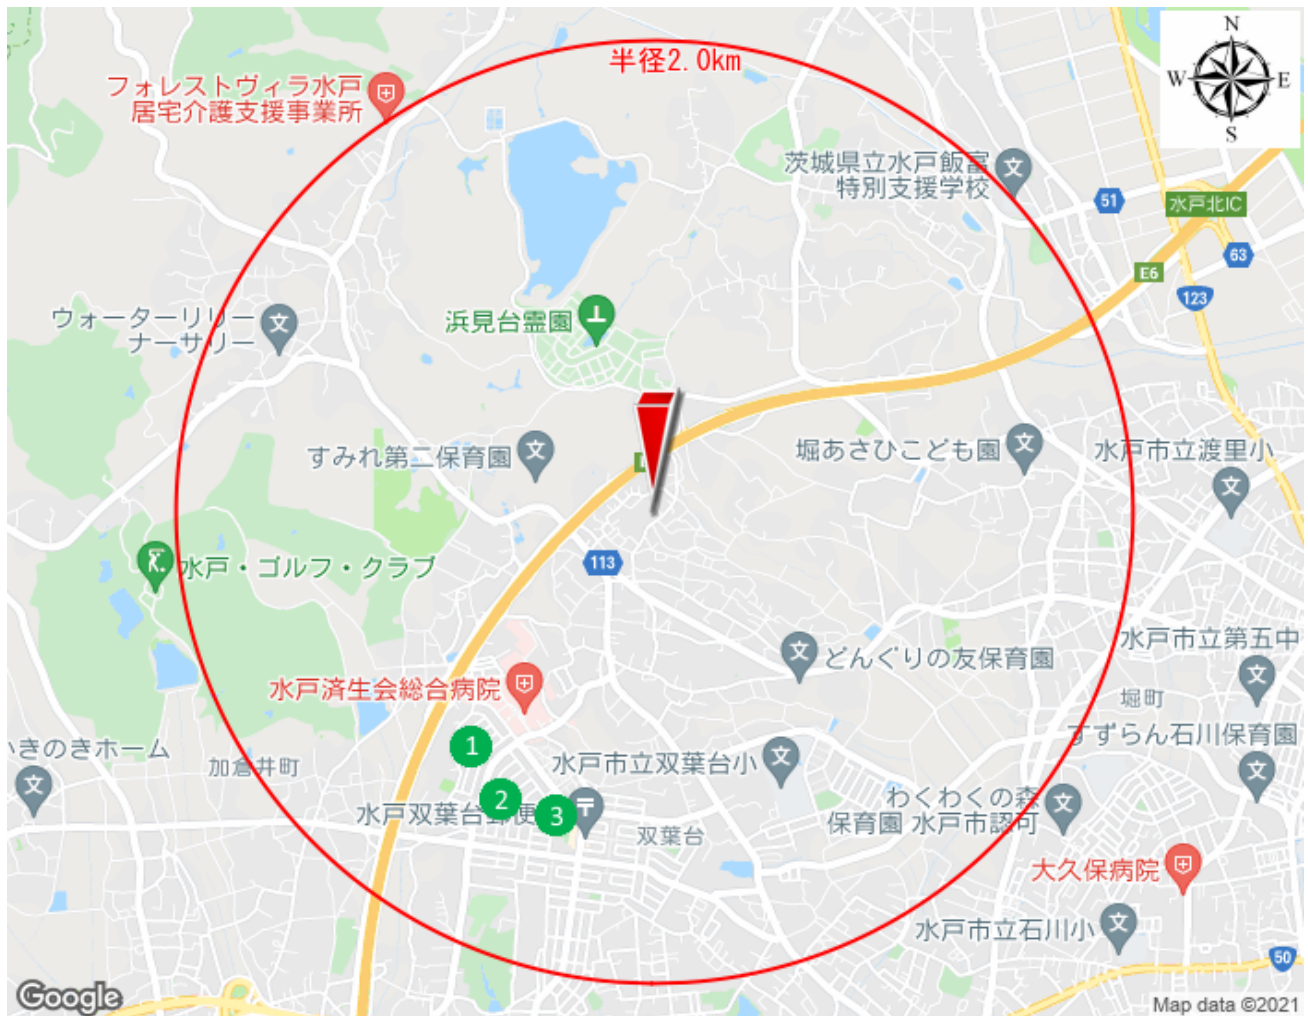 N
半径2.0km
フォレストヴィラ水戸
居宅介護支援事業所
W
E
S
茨城県立水戸飯富
特別支援学校
51
水戸北IC
63
E6
123
ウォーターリリー
ナーサリー
浜見台霊園
すみれ第二保育園
堀あさひこども園
水戸市立渡里小
水戸・ゴルフ・クラブ
113
どんぐりの友保育園
水戸市立第五中
水戸済生会総合病院
堀町
すずらん石川保育園
1
いきのきホーム
加倉井町
水戸市立双葉台小
2
水戸双葉台郵便
3
双葉台
わくわくの森
保育園 水戸市認可
大久保病院
水戸市立石川小
50
Google
Map data ©2021